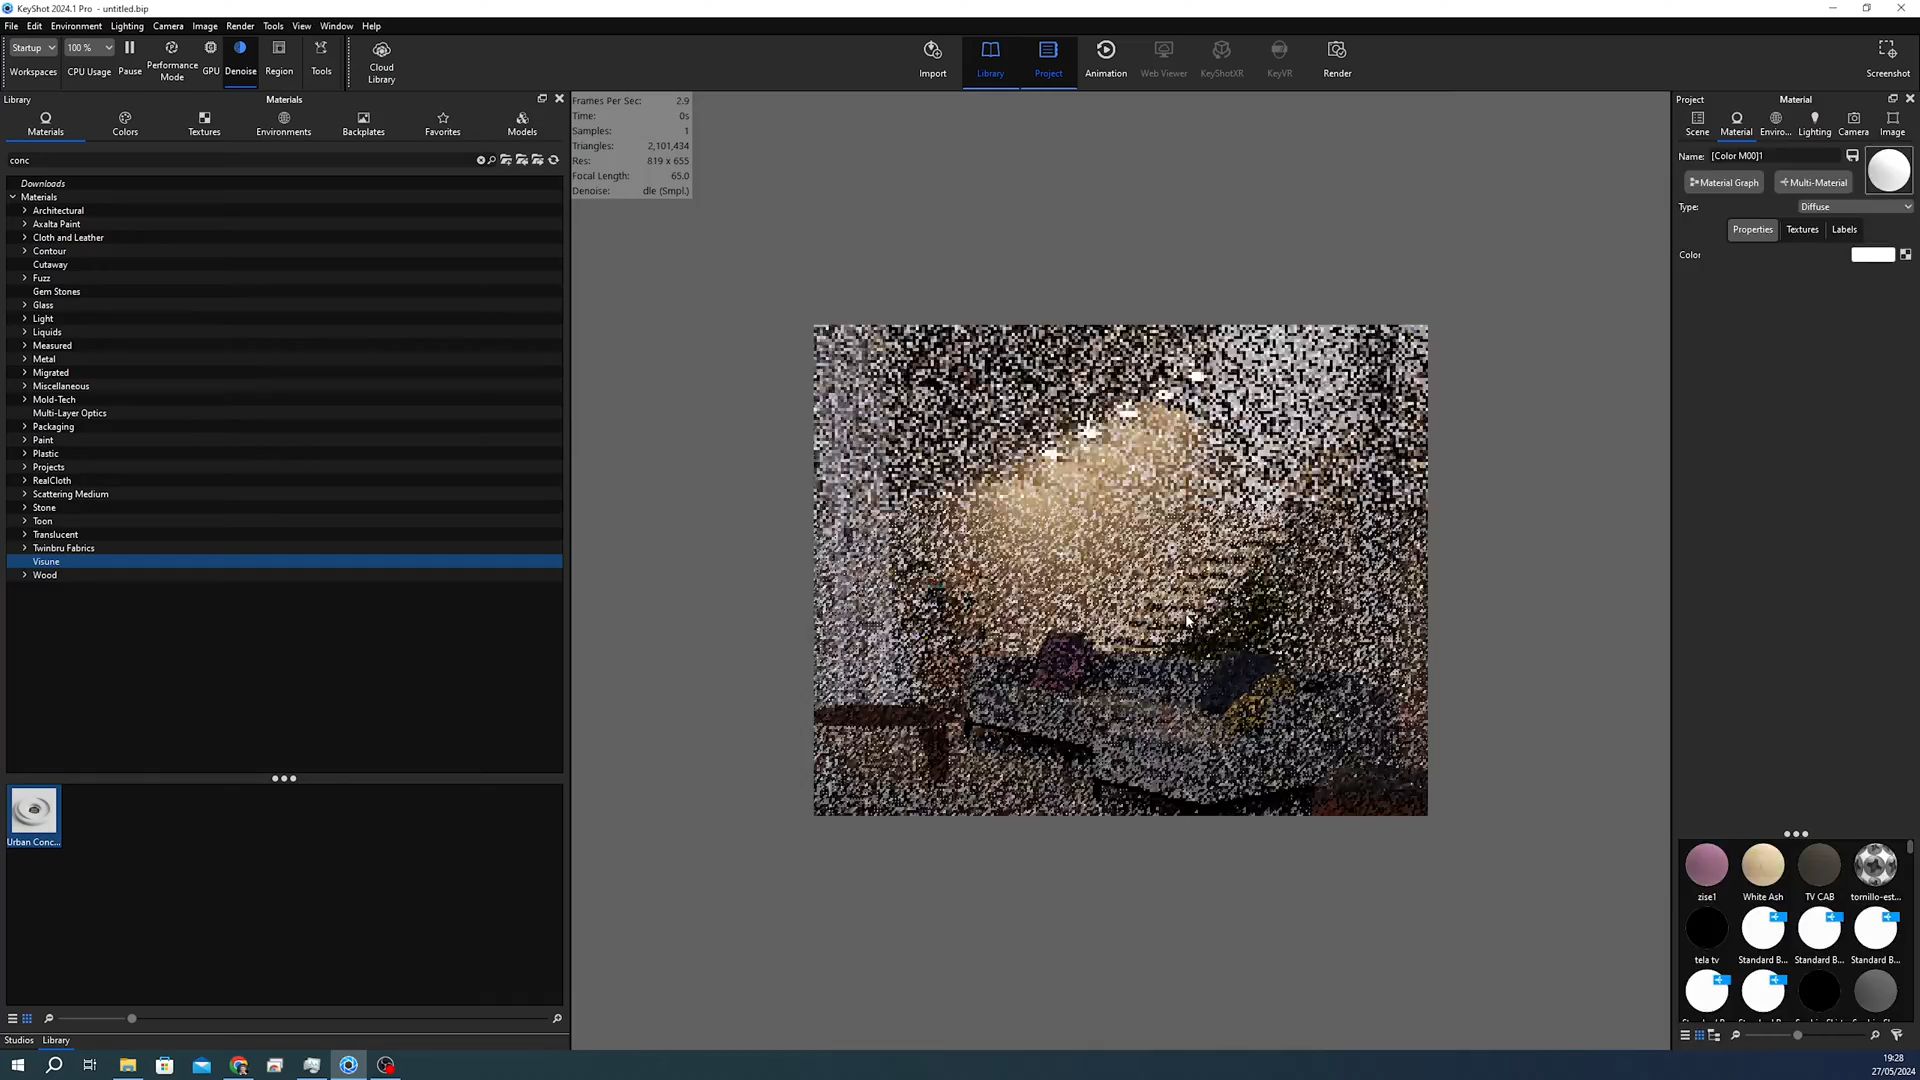 KeyShot 2024.1 Pro - untitled.bip
File Edit Environment Lighting Camera Image Render Tools View Window Help
Startup 100 %
Workspaces CPU Usage Pause Performance Mode GPU Denoise Region Tools Cloud Library
Import Library Project Animation Web Viewer KeyShotXR KeyVR Render Screenshot
Library Materials
Materials Colors Textures Environments Backplates Favorites Models
conc
Downloads
Materials
Architectural
Axalta Paint
Cloth and Leather
Contour
Cutaway
Fuzz
Gem Stones
Glass
Light
Liquids
Measured
Metal
Migrated
Miscellaneous
Mold-Tech
Multi-Layer Optics
Packaging
Paint
Plastic
Projects
RealCloth
Scattering Medium
Stone
Toon
Translucent
Twinbru Fabrics
Visune
Wood
Urban Conc...
Studios Library
Frames Per Sec: 2.9
Time: 0s
Samples: 1
Triangles: 2,101,434
Res: 819 x 655
Focal Length: 65.0
Denoise: dle (Smpl.)
Project Material
Scene Material Enviro... Lighting Camera Image
Name: [Color M00]1
Material Graph Multi-Material
Type: Diffuse
Properties Textures Labels
Color
zise1 White Ash TV CAB tornillo-est...
tela tv Standard B... Standard B... Standard B...
19:28
27/05/2024